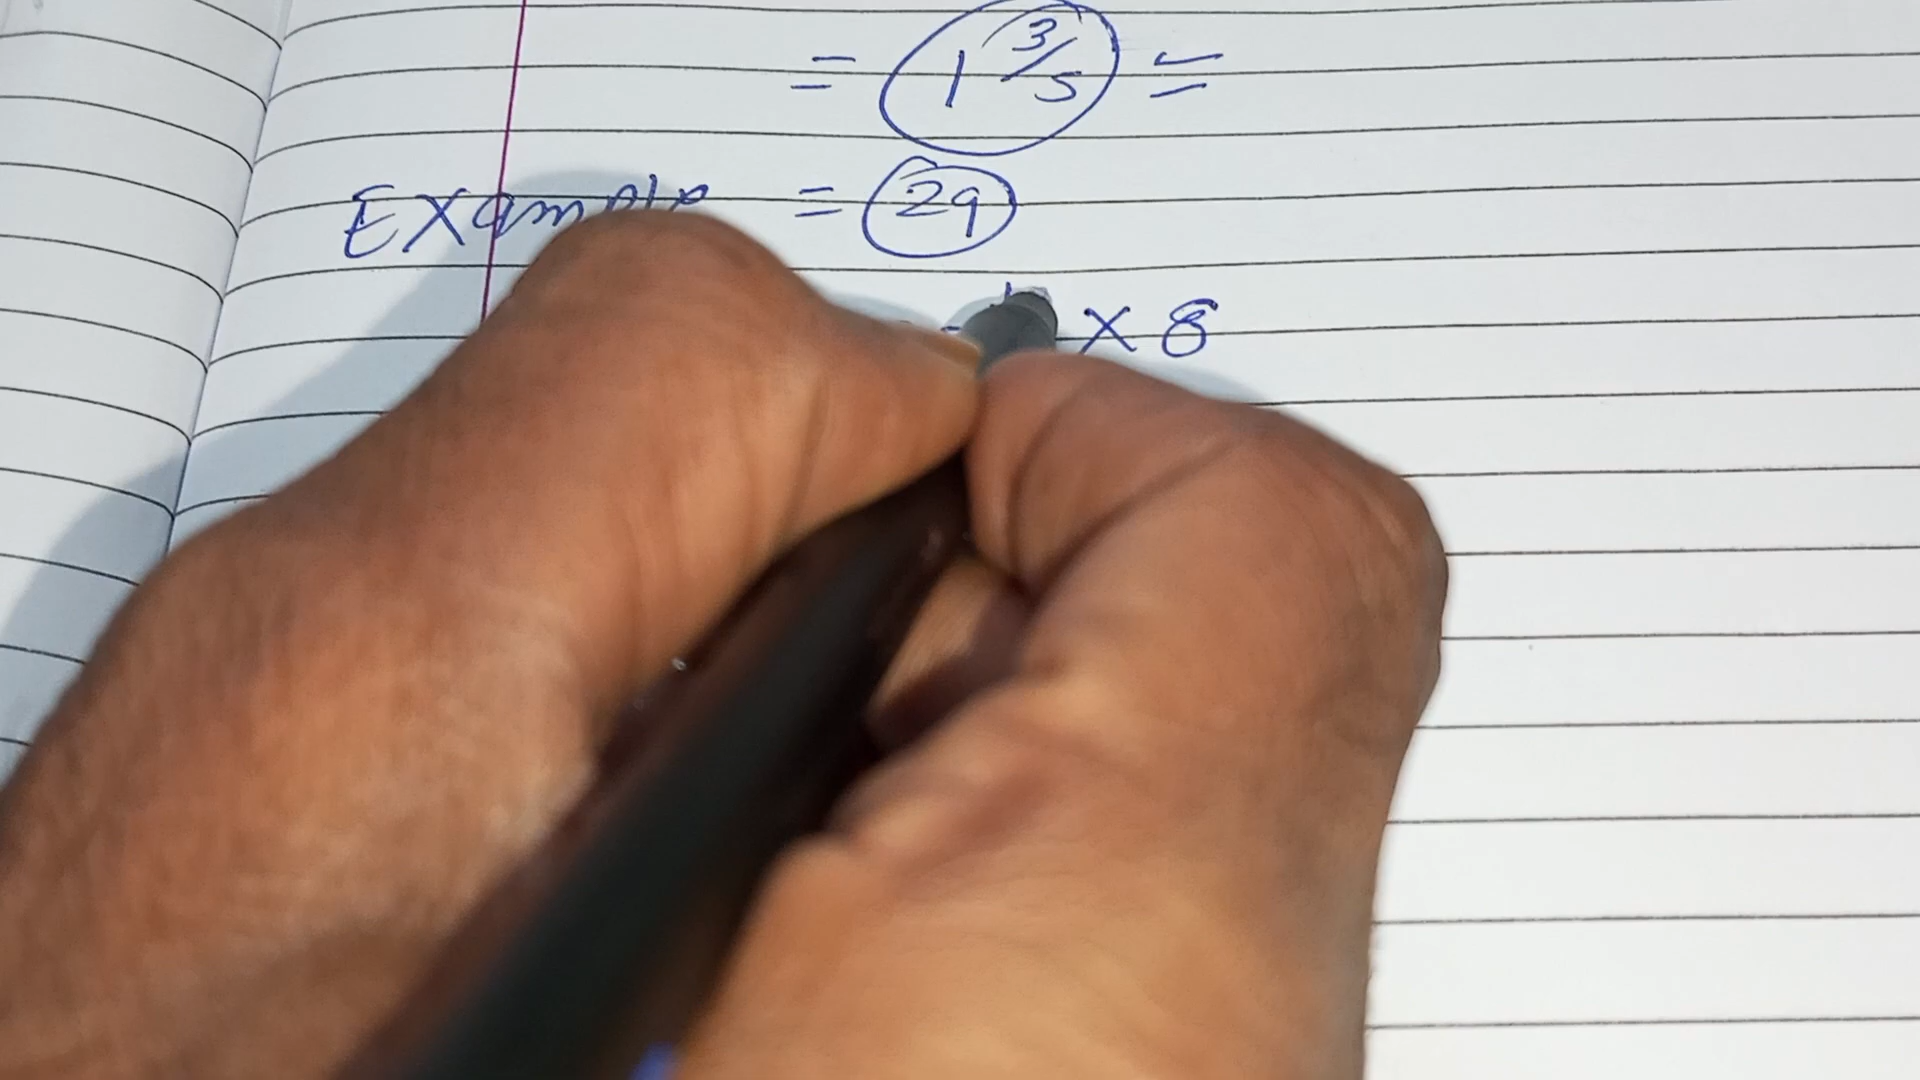 = 1 3/5 =
Example = 29
× 8